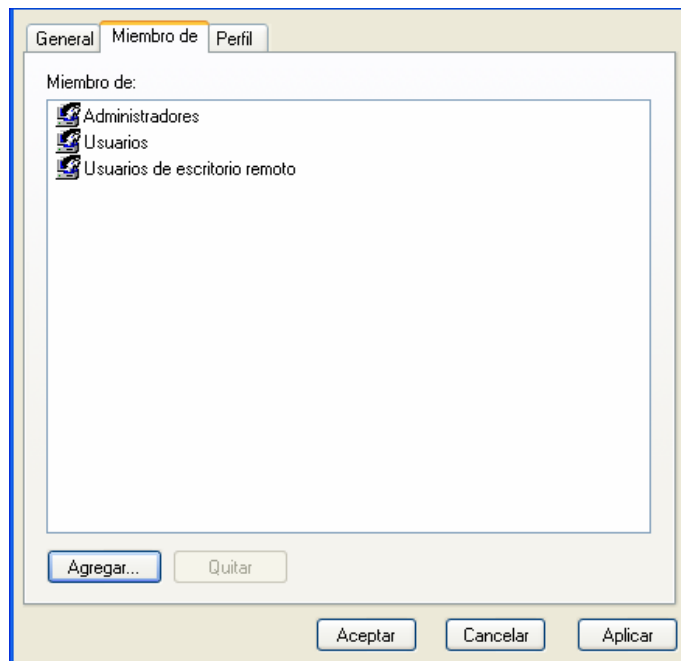 General Miembro de Perfil
Miembro de:
Administradores
Usuarios
Usuarios de escritorio remoto
Agregar... Quitar
Aceptar Cancelar Aplicar